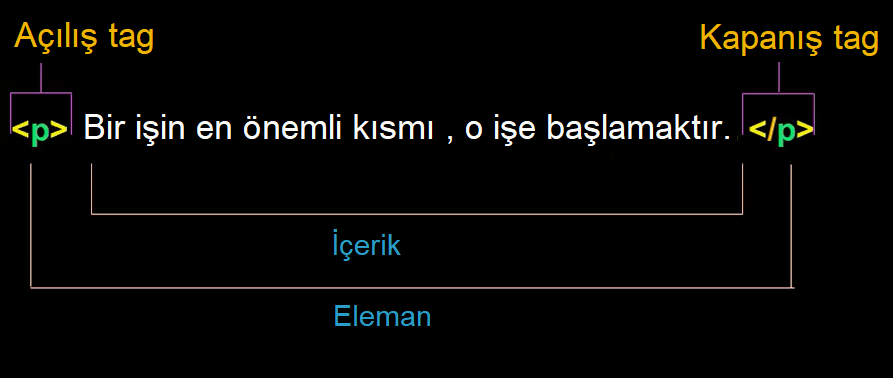 Açılış tag
Kapanış tag
<p> Bir işin en önemli kısmı , o işe başlamaktır. </p>
İçerik
Eleman